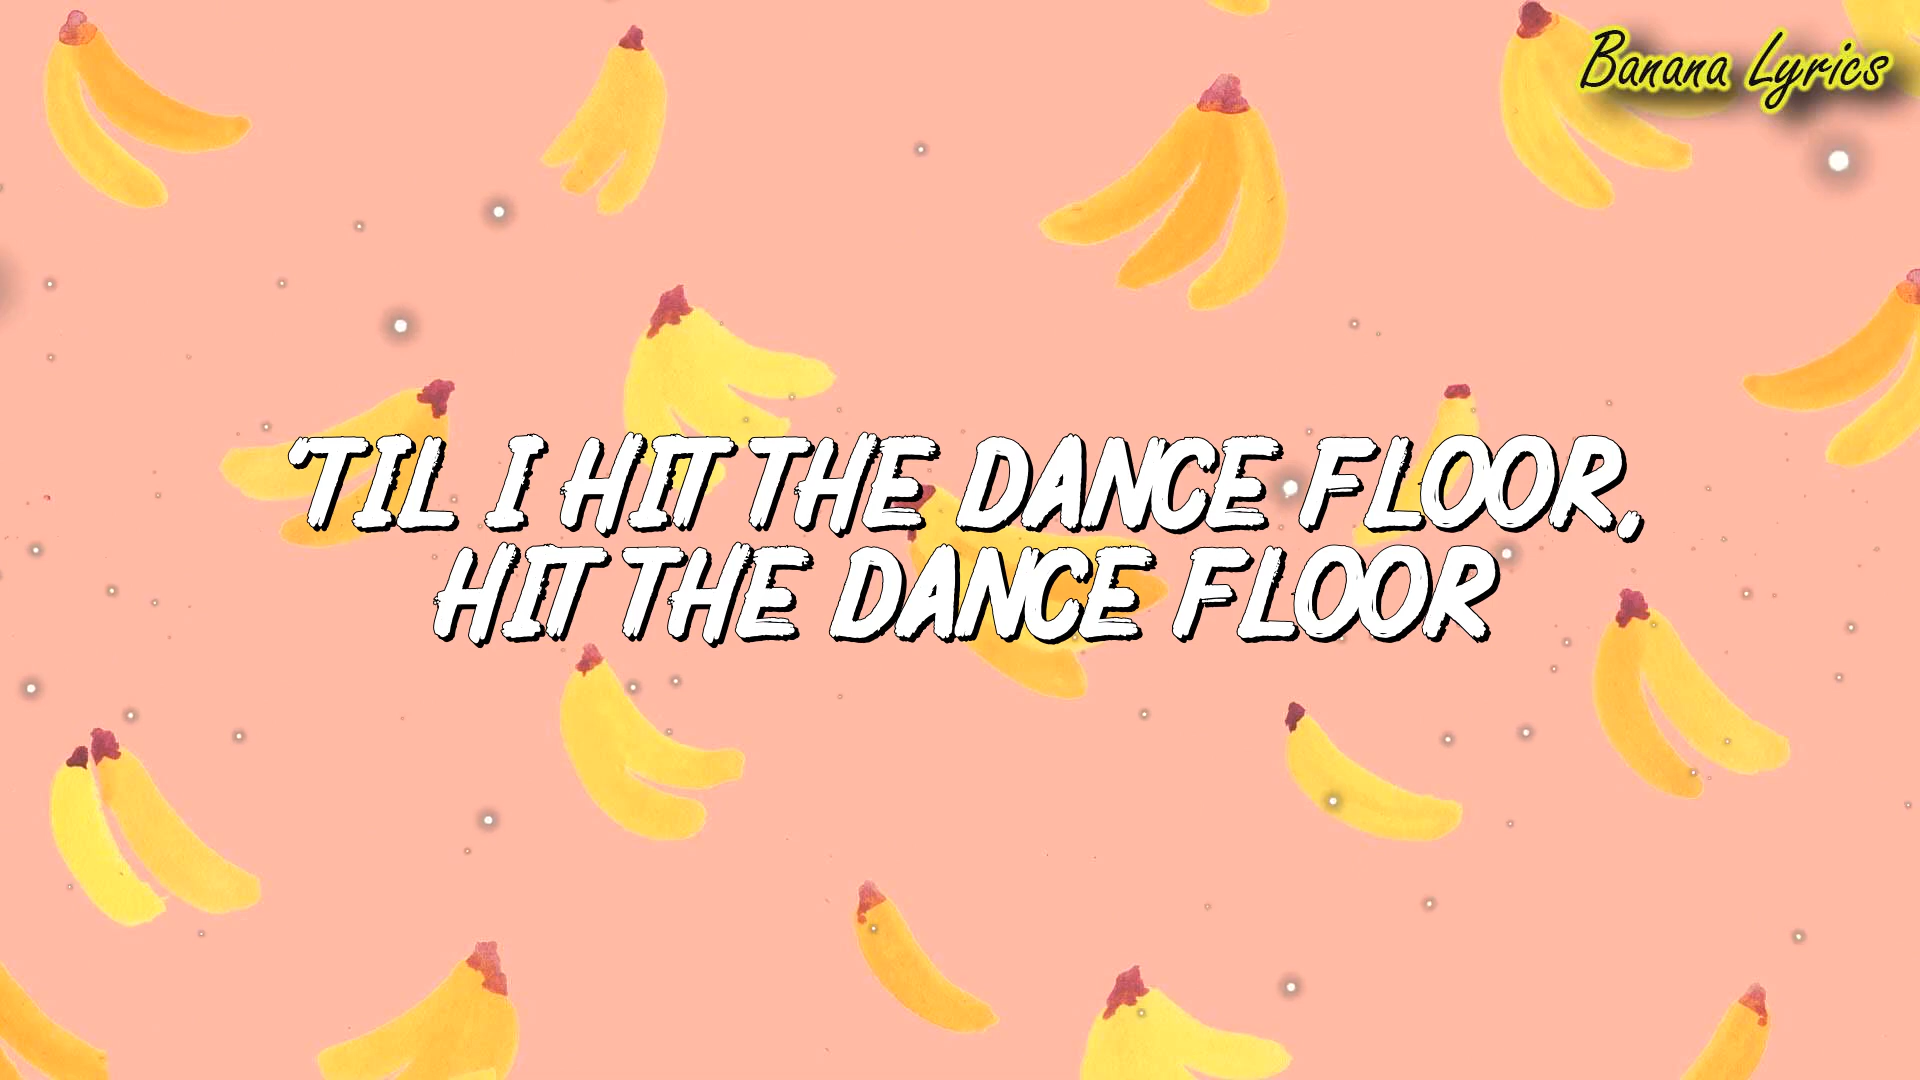 Banana Lyrics
'TIL I HIT THE DANCE FLOOR,
HIT THE DANCE FLOOR